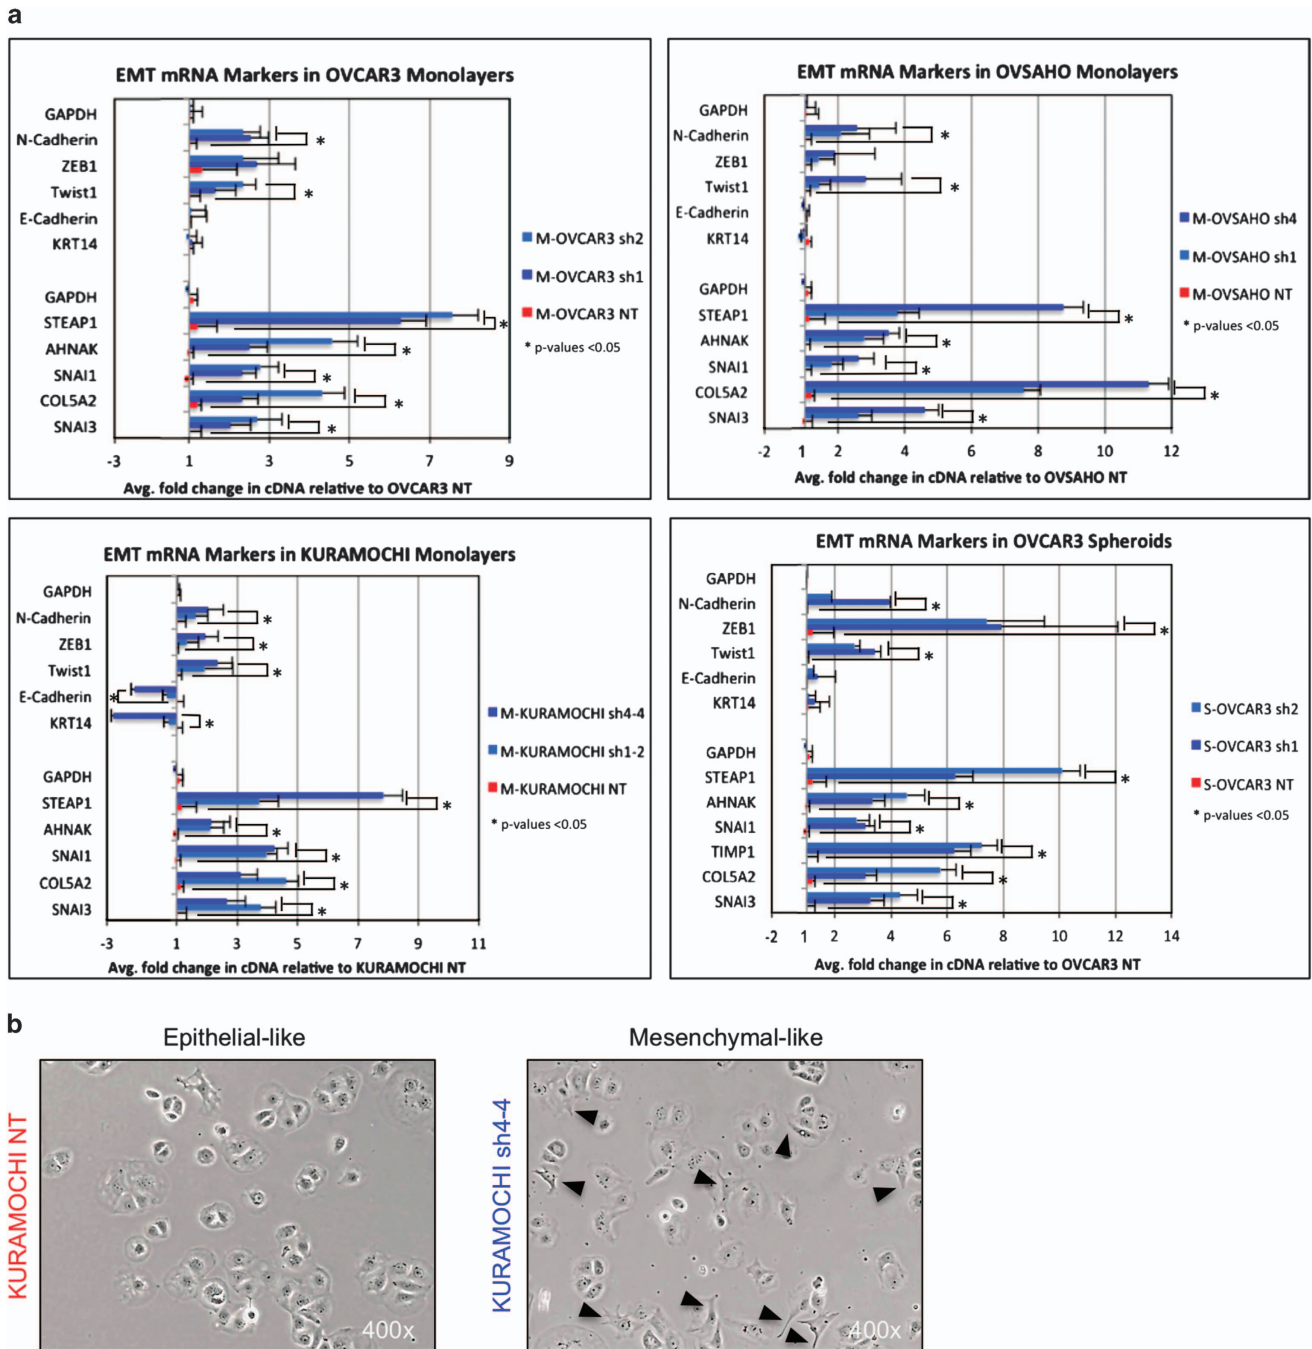 a
EMT mRNA Markers in OVCAR3 Monolayers
GAPDH
N-Cadherin
*
ZEB1
Twist1
*
E-Cadherin
KRT14
GAPDH
STEAP1
*
AHNAK
*
SNAI1
*
COL5A2
*
SNAI3
*
-3 1 3 5 7 9
Avg. fold change in cDNA relative to OVCAR3 NT
M-OVCAR3 sh2
M-OVCAR3 sh1
M-OVCAR3 NT
* p-values <0.05
EMT mRNA Markers in OVSAHO Monolayers
GAPDH
N-Cadherin
*
ZEB1
Twist1
*
E-Cadherin
KRT14
GAPDH
STEAP1
*
AHNAK
*
SNAI1
*
COL5A2
*
SNAI3
*
-2 1 2 4 6 8 10 12
Avg. fold change in cDNA relative to OVSAHO NT
M-OVSAHO sh4
M-OVSAHO sh1
M-OVSAHO NT
* p-values <0.05
EMT mRNA Markers in KURAMOCHI Monolayers
GAPDH
N-Cadherin
*
ZEB1
*
Twist1
*
E-Cadherin
*
KRT14
*
GAPDH
STEAP1
*
AHNAK
*
SNAI1
*
COL5A2
*
SNAI3
*
-3 1 3 5 7 9 11
Avg. fold change in cDNA relative to KURAMOCHI NT
M-KURAMOCHI sh4-4
M-KURAMOCHI sh1-2
M-KURAMOCHI NT
* p-values <0.05
EMT mRNA Markers in OVCAR3 Spheroids
GAPDH
N-Cadherin
*
ZEB1
*
Twist1
*
E-Cadherin
KRT14
GAPDH
STEAP1
*
AHNAK
*
SNAI1
*
TIMP1
*
COL5A2
*
SNAI3
*
-2 1 2 4 6 8 10 12 14
Avg. fold change in cDNA relative to OVCAR3 NT
S-OVCAR3 sh2
S-OVCAR3 sh1
S-OVCAR3 NT
* p-values <0.05
b
Epithelial-like
KURAMOCHI NT
400x
Mesenchymal-like
KURAMOCHI sh4-4
400x